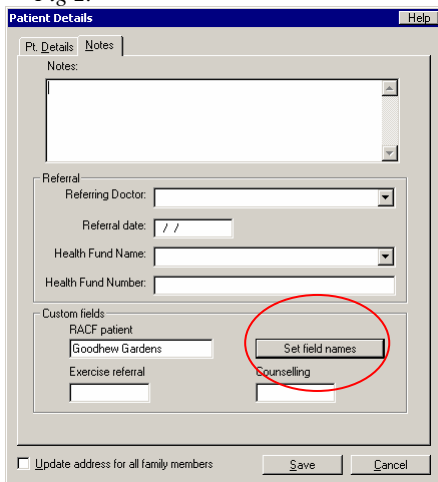 Fig 2:
Patient Details Help
Pt. Details Notes
Notes:
Referral
Referring Doctor:
Referral date: / /
Health Fund Name:
Health Fund Number:
Custom fields
RACF patient
Goodhew Gardens Set field names
Exercise referral Counselling
Update address for all family members Save Cancel